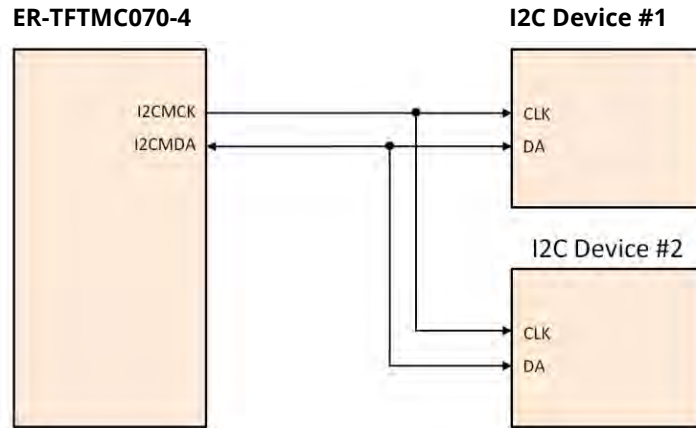 ER-TFTMC070-4
I2C Device #1
I2CMCK
CLK
I2CMDA
DA
I2C Device #2
CLK
DA